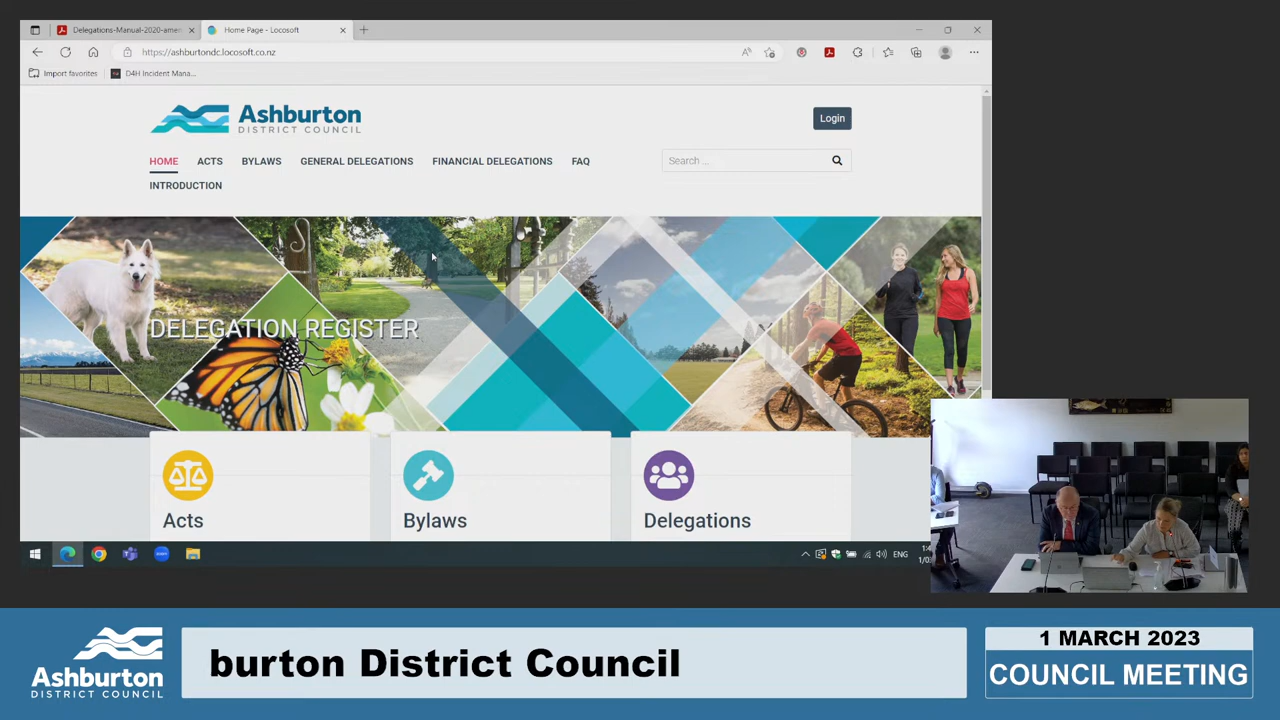 Delegations-Manual-2020-amen
Home Page - Locosoft
https://ashburtondc.locosoft.co.nz
Import favorites
D4H Incident Mana...
Ashburton
DISTRICT COUNCIL
Login
HOME ACTS BYLAWS GENERAL DELEGATIONS FINANCIAL DELEGATIONS FAQ
Search ...
INTRODUCTION
DELEGATION REGISTER
Acts
Bylaws
Delegations
ENG
Ashburton
DISTRICT COUNCIL
burton District Council
1 MARCH 2023
COUNCIL MEETING